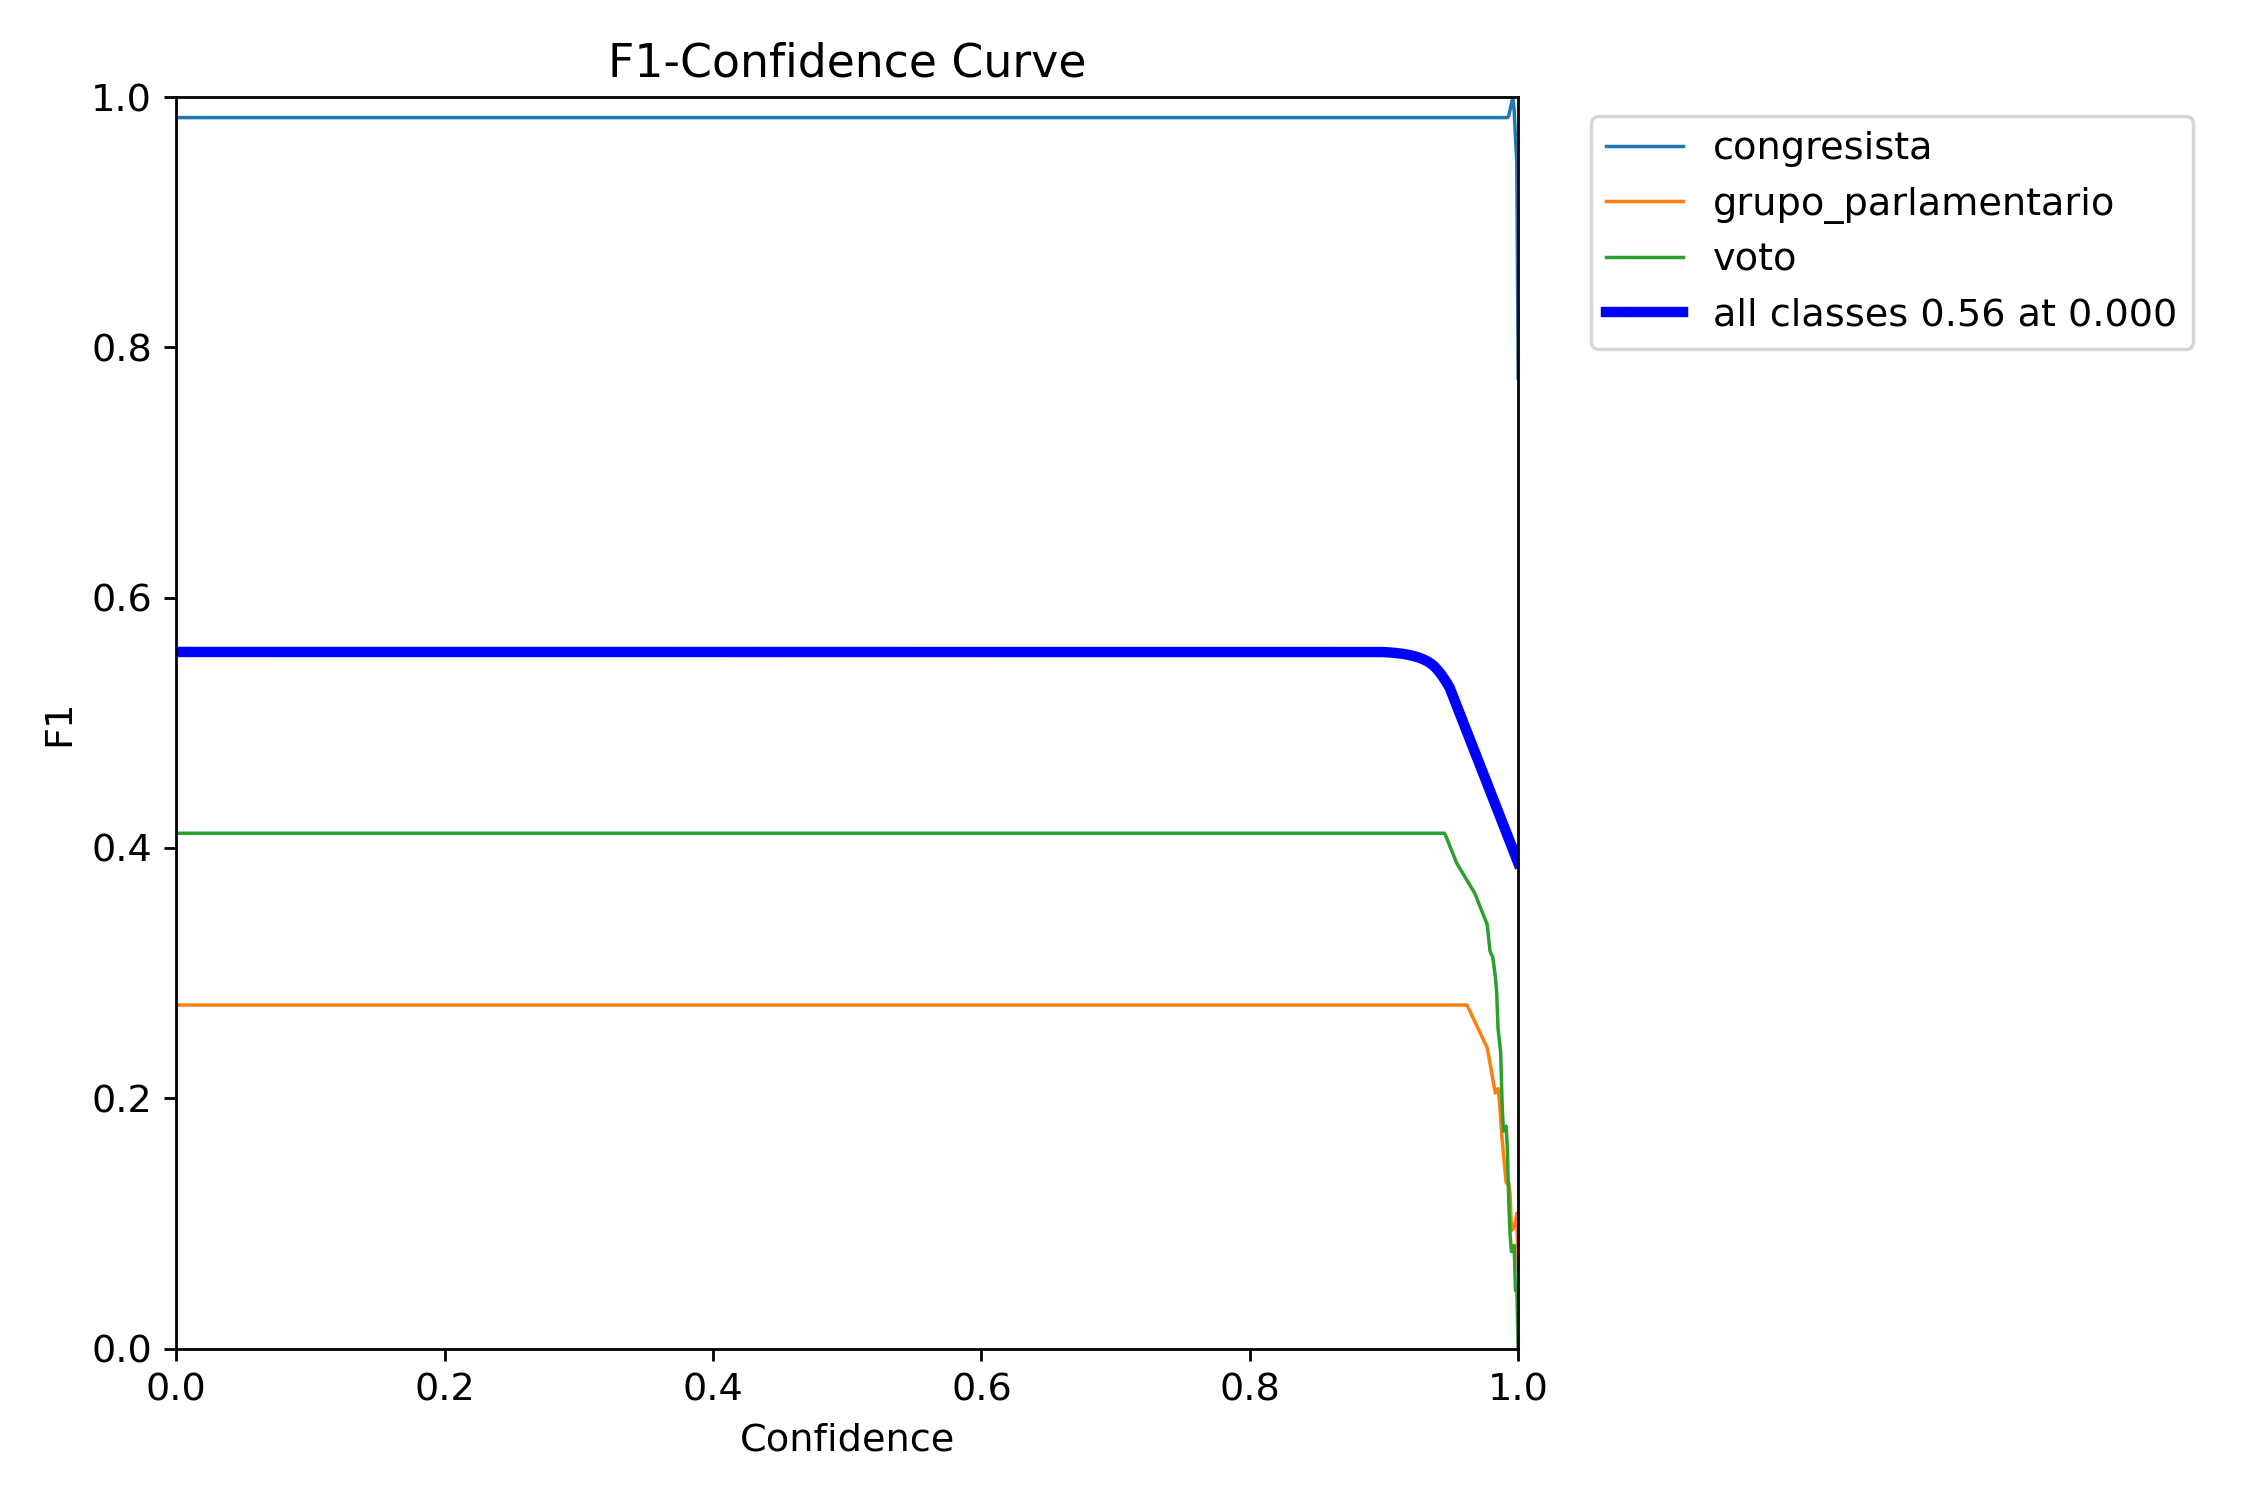 F1-Confidence Curve
1.0
0.8
0.6
0.4
0.2
0.0
F1
0.0 0.2 0.4 0.6 0.8 1.0
Confidence
congresista
grupo_parlamentario
voto
all classes 0.56 at 0.000